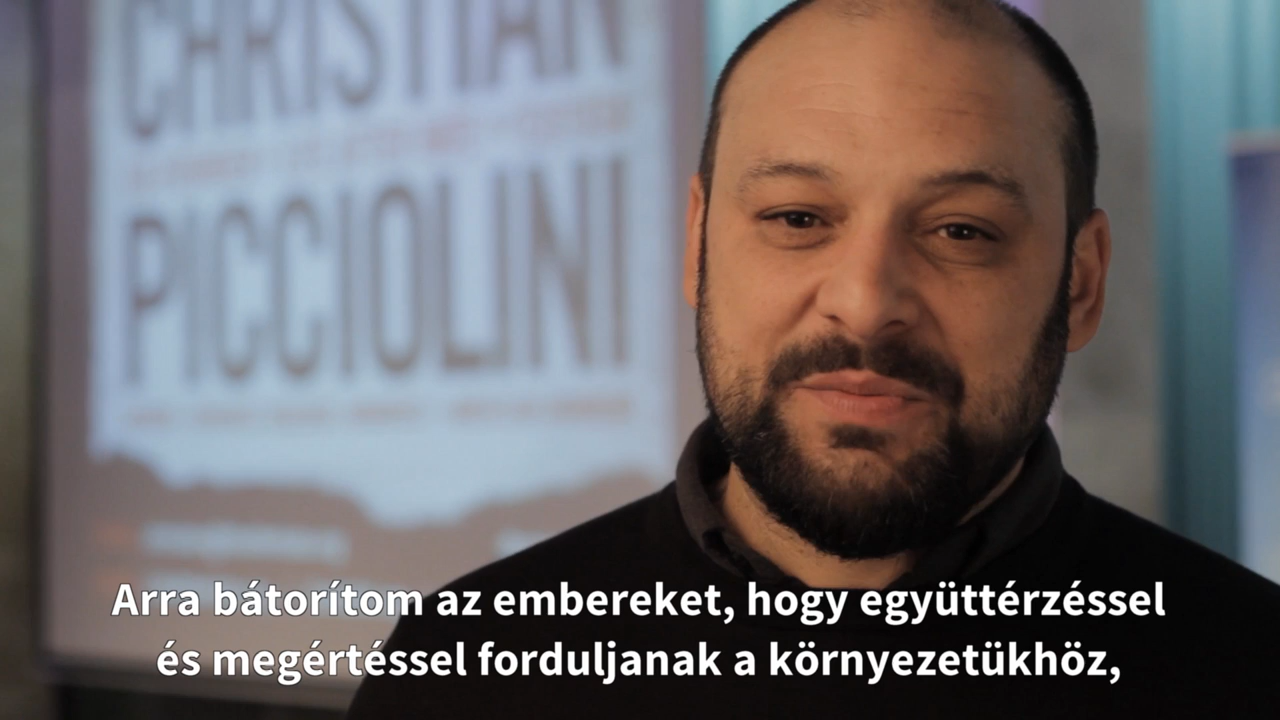 CHRISTIAN
PICCIOLINI
Arra bátorítom az embereket, hogy együttérzéssel
és megértéssel forduljanak a környezetükhöz,